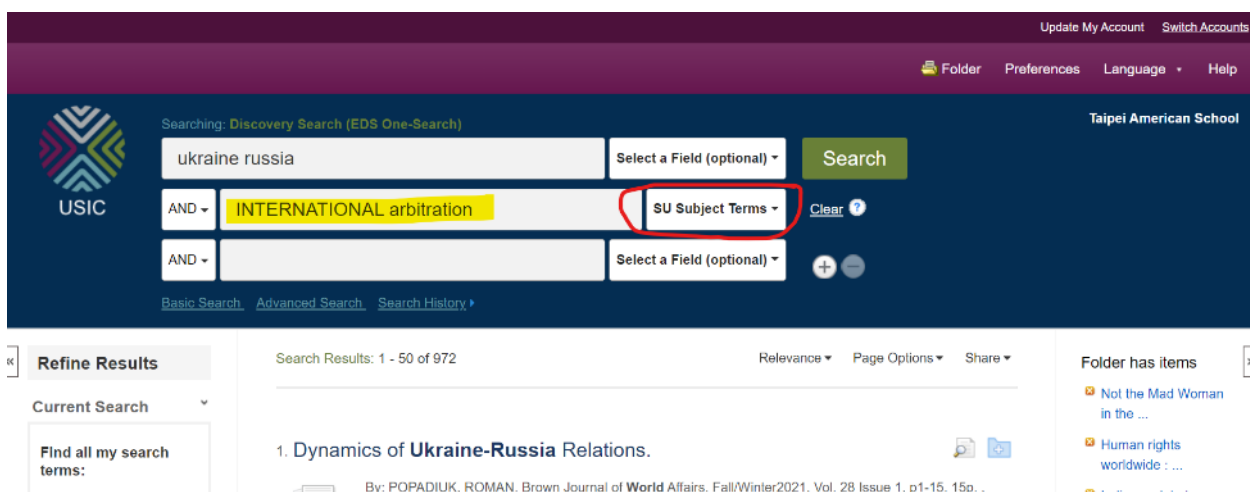 Update My Account Switch Accounts
Folder Preferences Language Help
Searching: Discovery Search (EDS One-Search)
Taipei American School
ukraine russia Select a Field (optional) Search
USIC
AND INTERNATIONAL arbitration SU Subject Terms Clear ?
AND Select a Field (optional)
Basic Search Advanced Search Search History
« Refine Results
Search Results: 1 - 50 of 972 Relevance Page Options Share
Folder has items
Current Search
Not the Mad Woman
in the ...
Find all my search
terms:
1. Dynamics of Ukraine-Russia Relations.
Human rights
worldwide : ...
By: POPADIUK, ROMAN. Brown Journal of World Affairs. Fall/Winter2021, Vol. 28 Issue 1, p1-15. 15p.